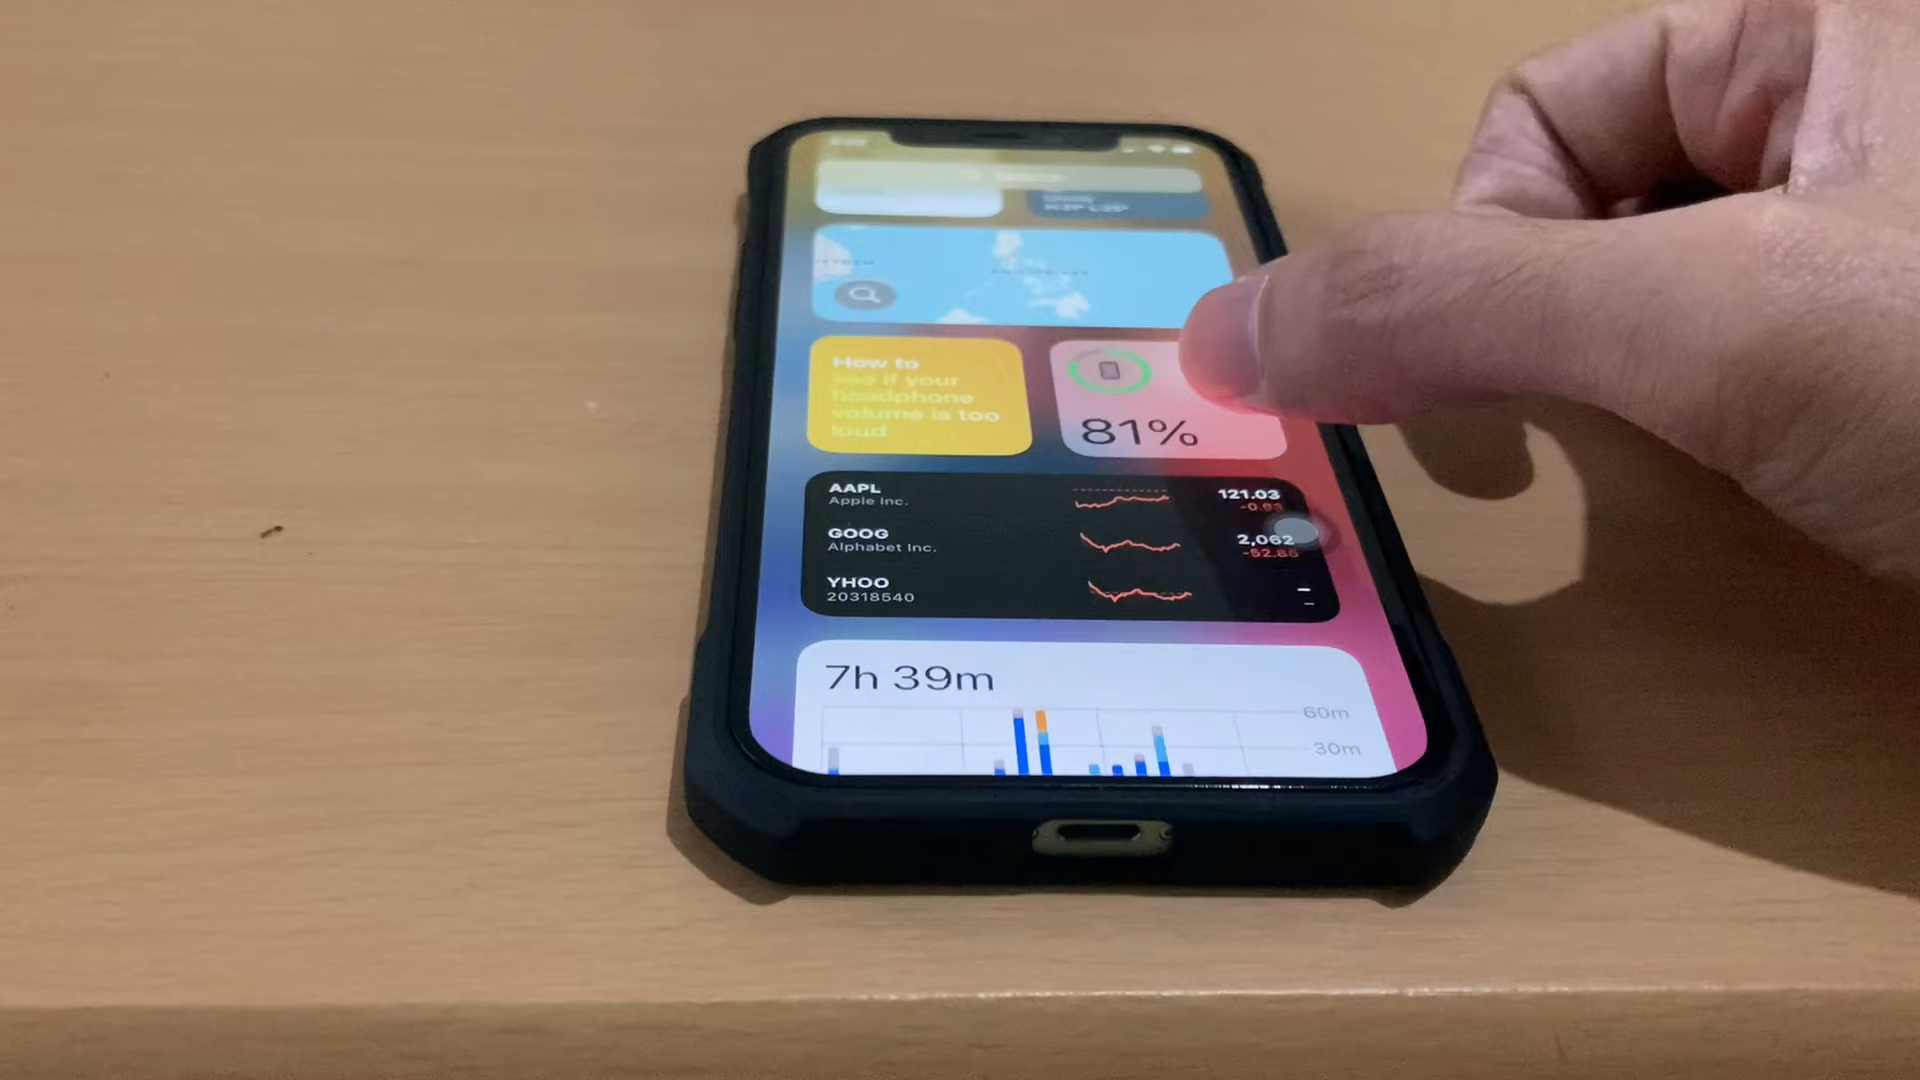 How to
see if your
headphone
volume is too
loud
81%
AAPL
Apple Inc.
121.03
GOOG
Alphabet Inc.
2,062
-52.85
YHOO
20318540
–
–
7h 39m
60m
30m